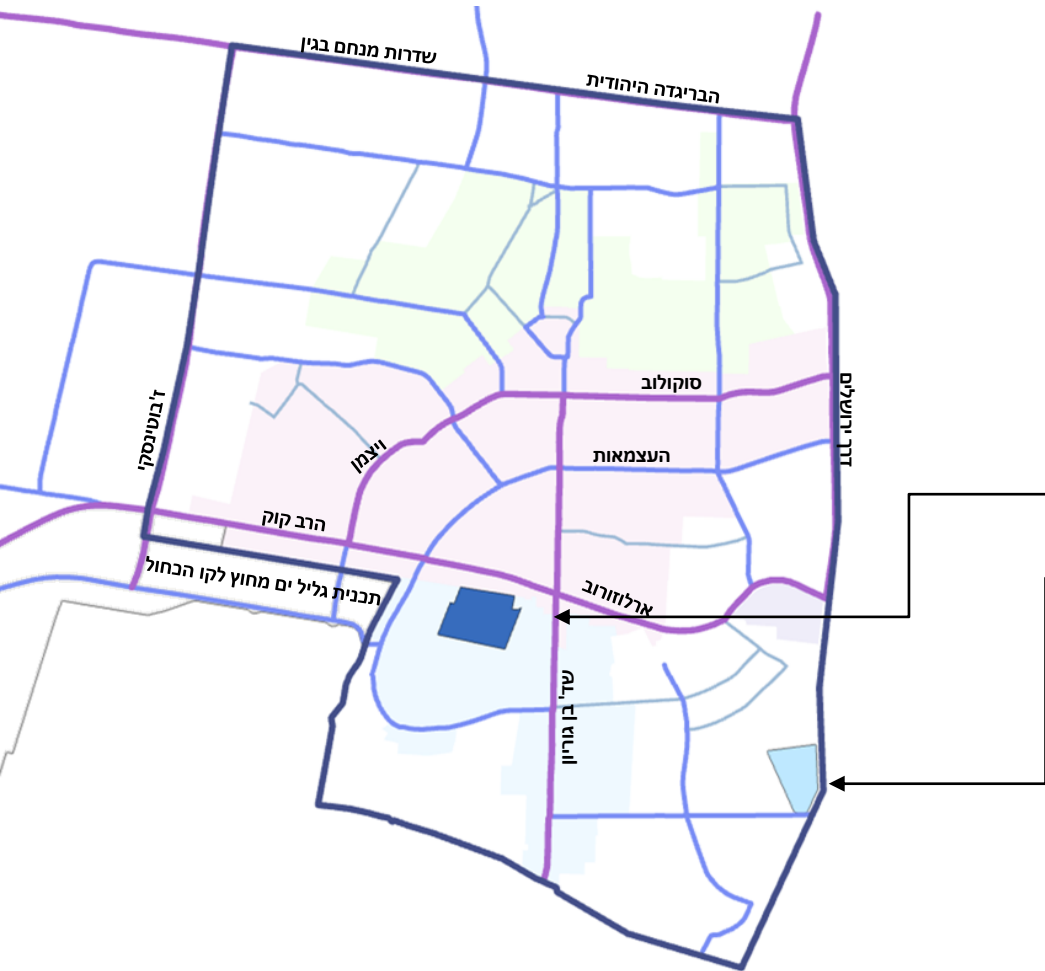 שדרות מנחם בגין
הבריגדה היהודית
סוקולוב
דרך ירושלים
ז'בוטינסקי
ויצמן
העצמאות
הרב קוק
תכנית גליל ים מחוץ לקו הכחול
ארלוזורוב
שד' בן גוריון